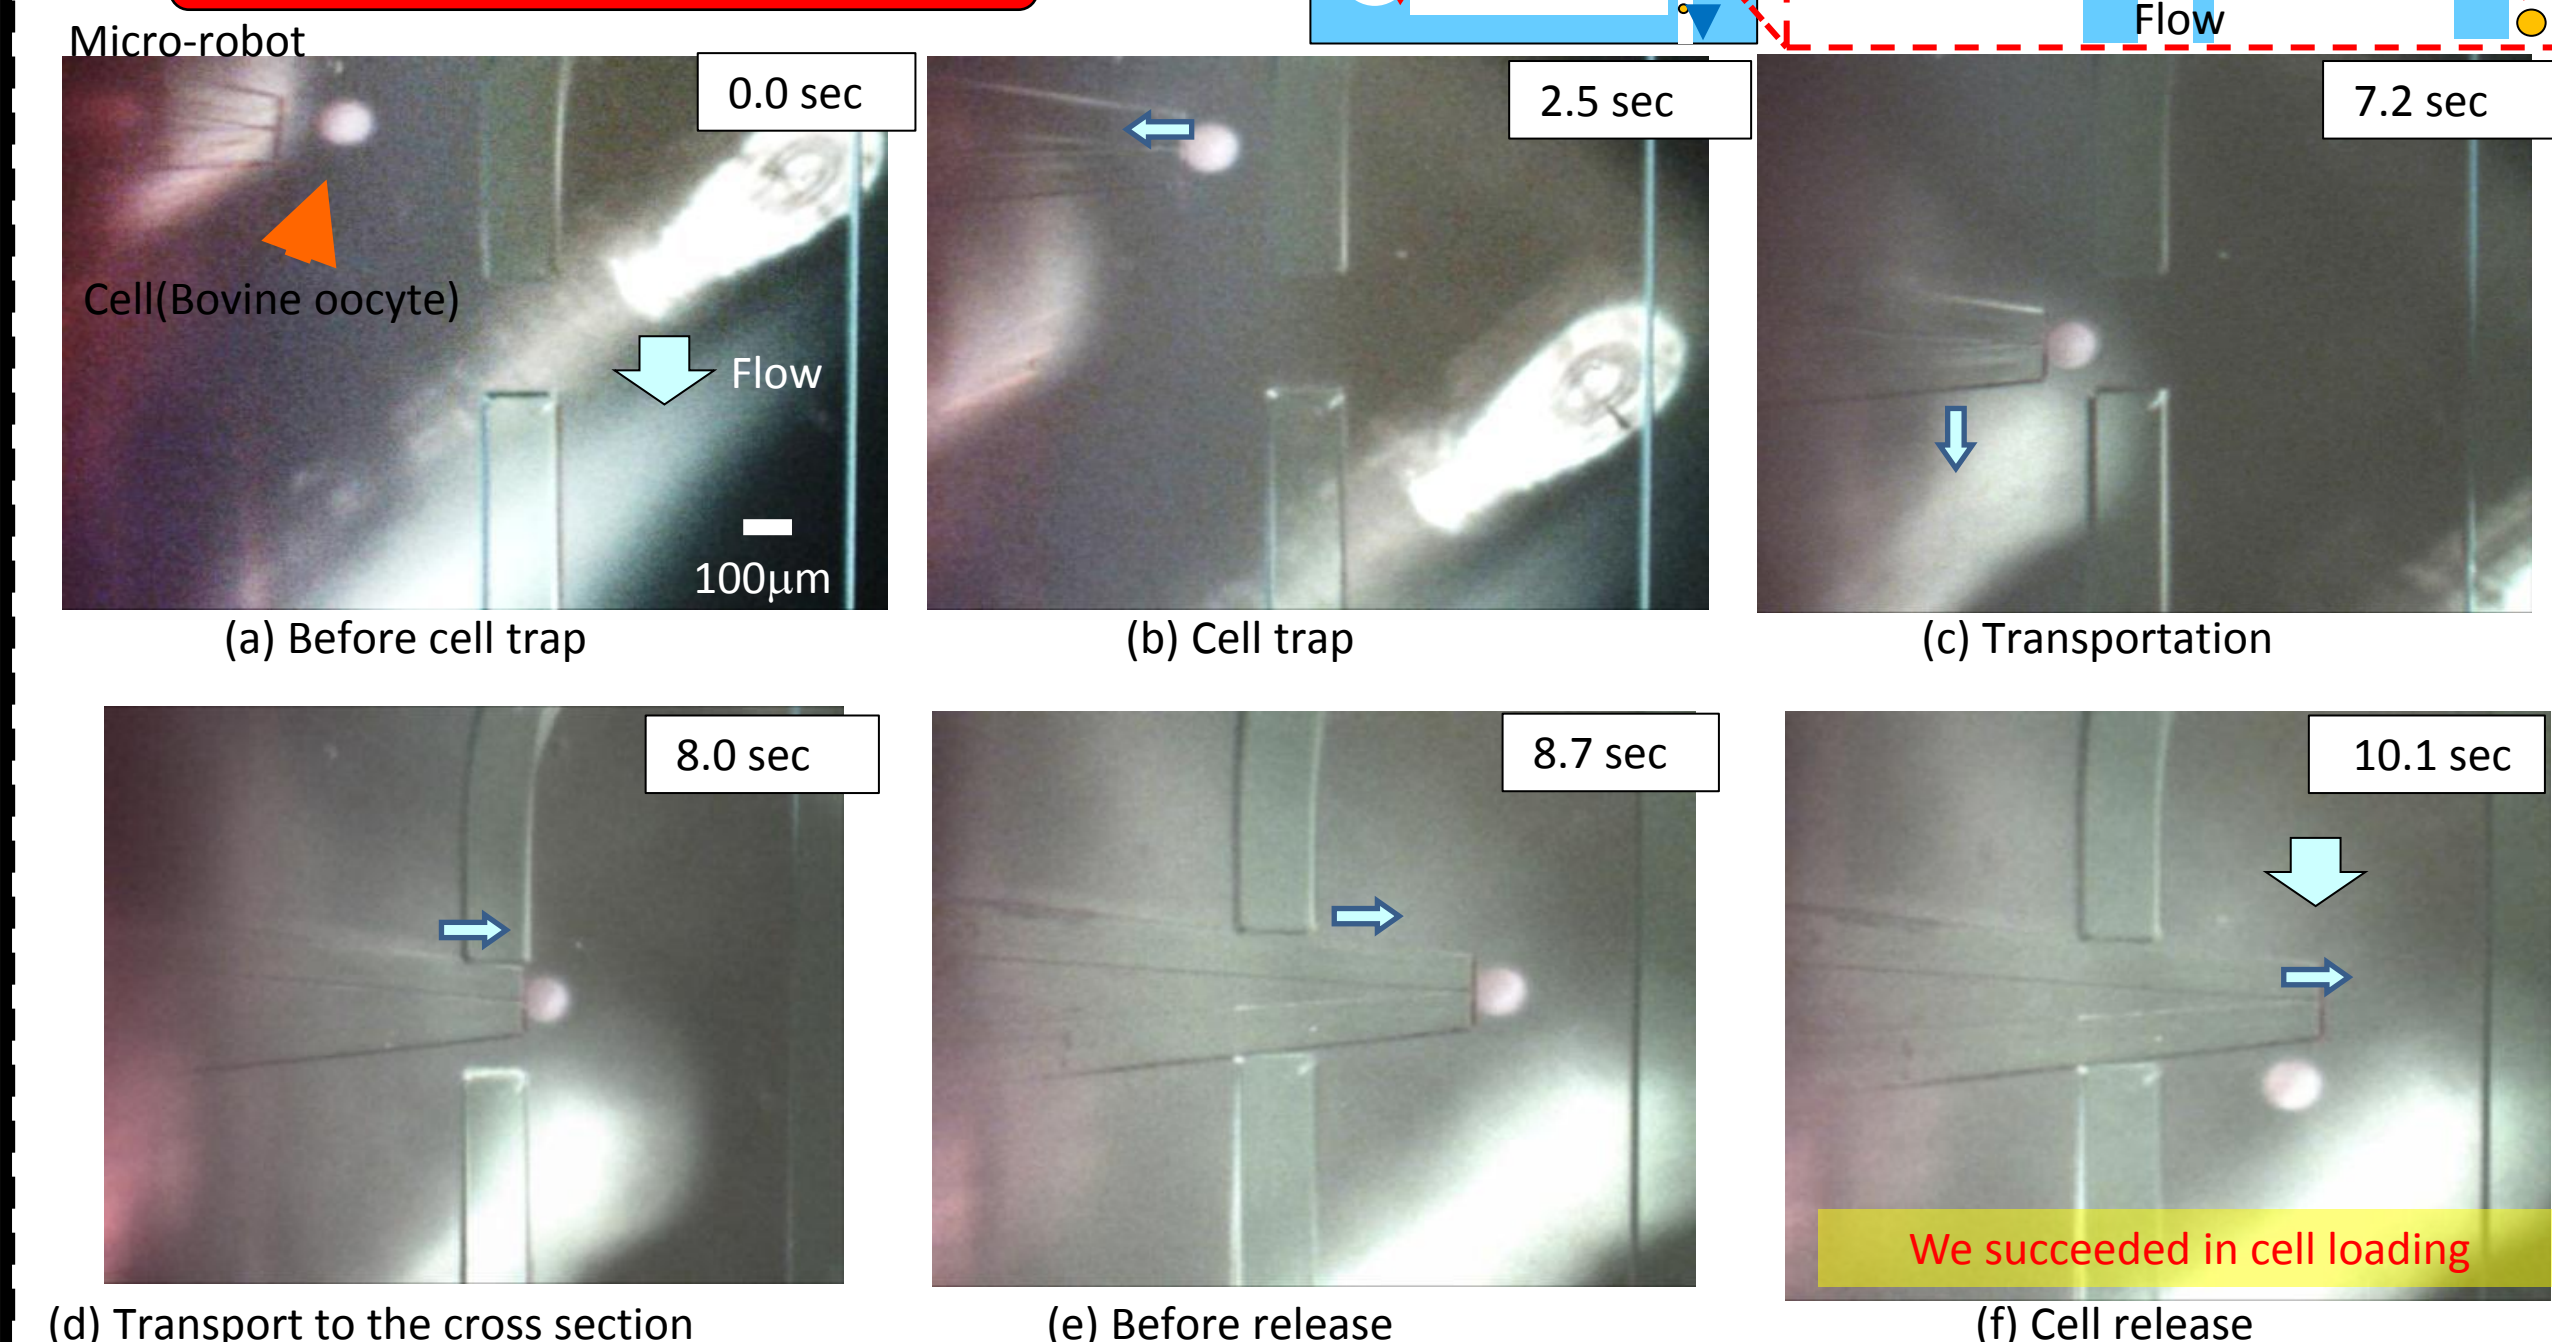 Flow
Micro-robot
0.0 sec
2.5 sec
7.2 sec
Cell(Bovine oocyte)
Flow
100μm
(a) Before cell trap
(b) Cell trap
(c) Transportation
8.0 sec
8.7 sec
10.1 sec
We succeeded in cell loading
(d) Transport to the cross section
(e) Before release
(f) Cell release